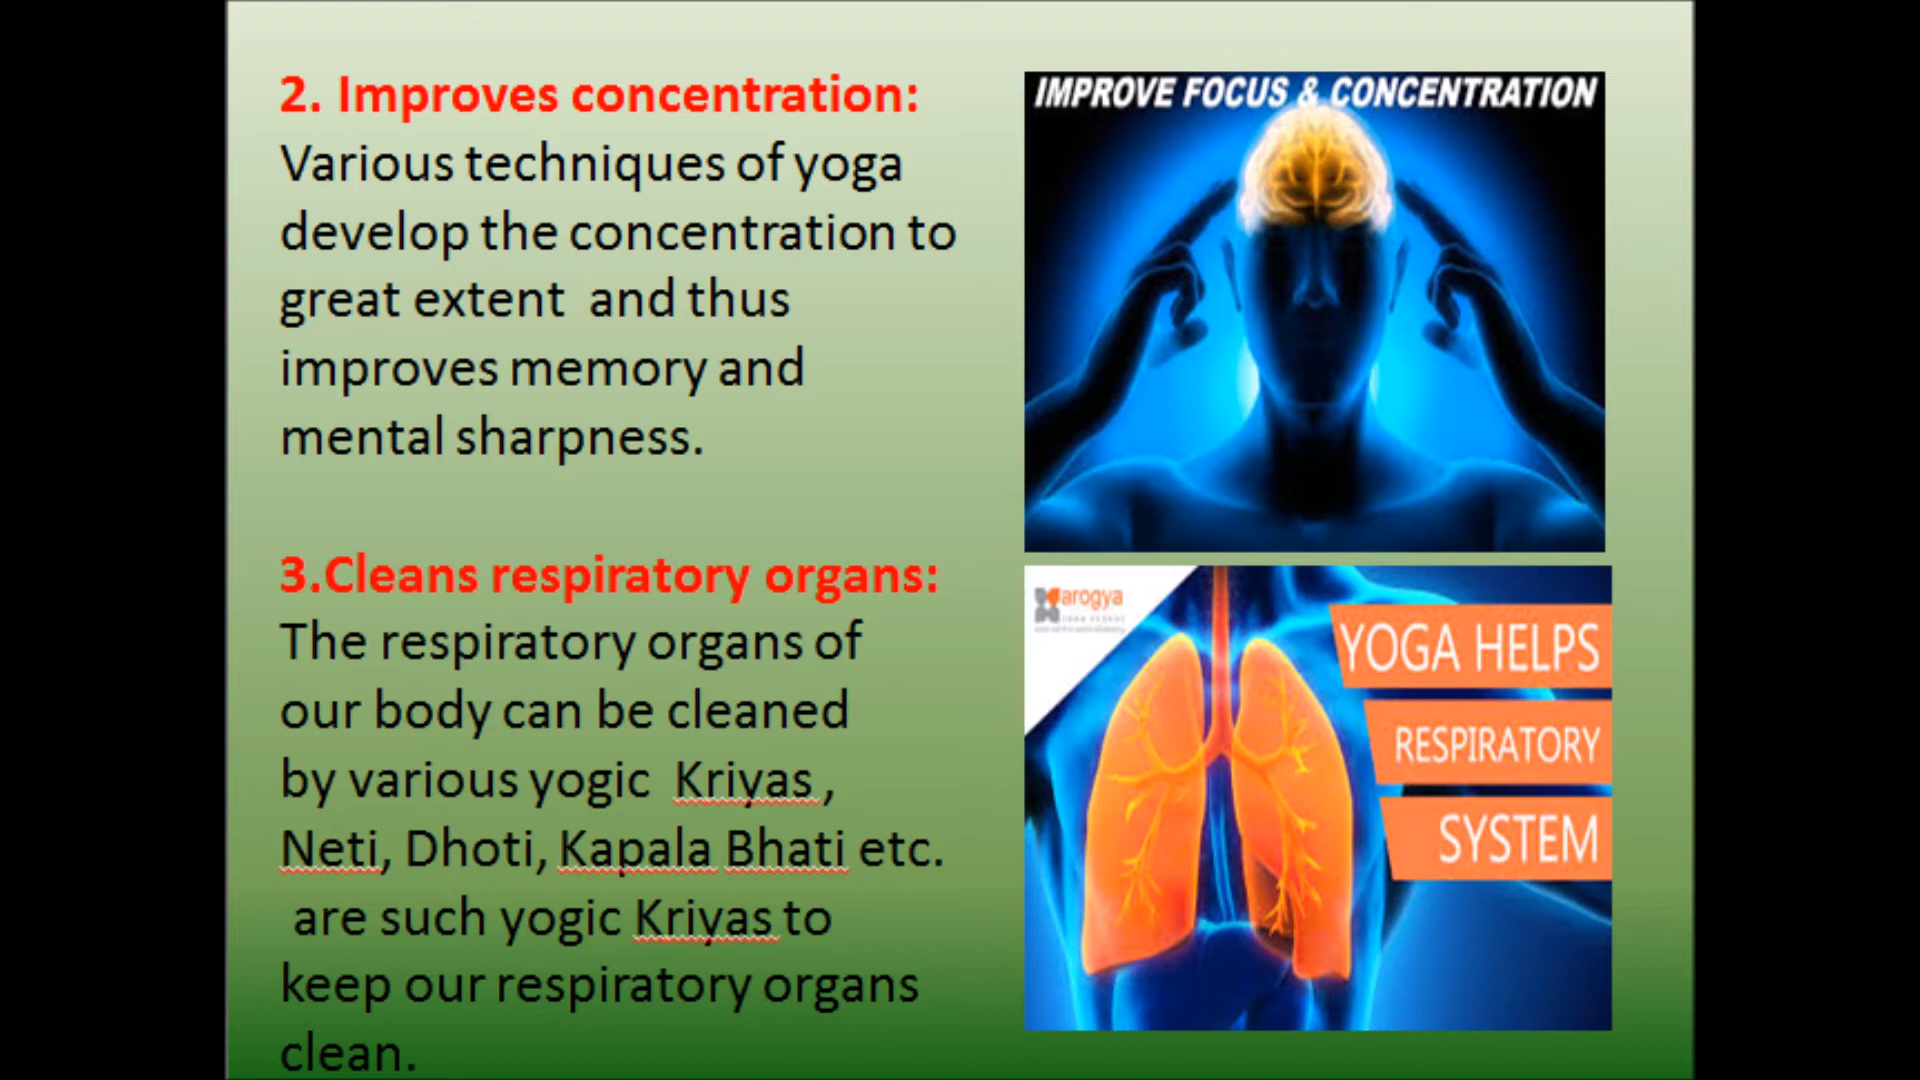 2. Improves concentration:
Various techniques of yoga
develop the concentration to
great extent and thus
improves memory and
mental sharpness.
3.Cleans respiratory organs:
The respiratory organs of
our body can be cleaned
by various yogic Kriyas ,
Neti, Dhoti, Kapala Bhati etc.
are such yogic Kriyas to
keep our respiratory organs
clean.
IMPROVE FOCUS & CONCENTRATION
arogya
YOGA HELPS
RESPIRATORY
SYSTEM